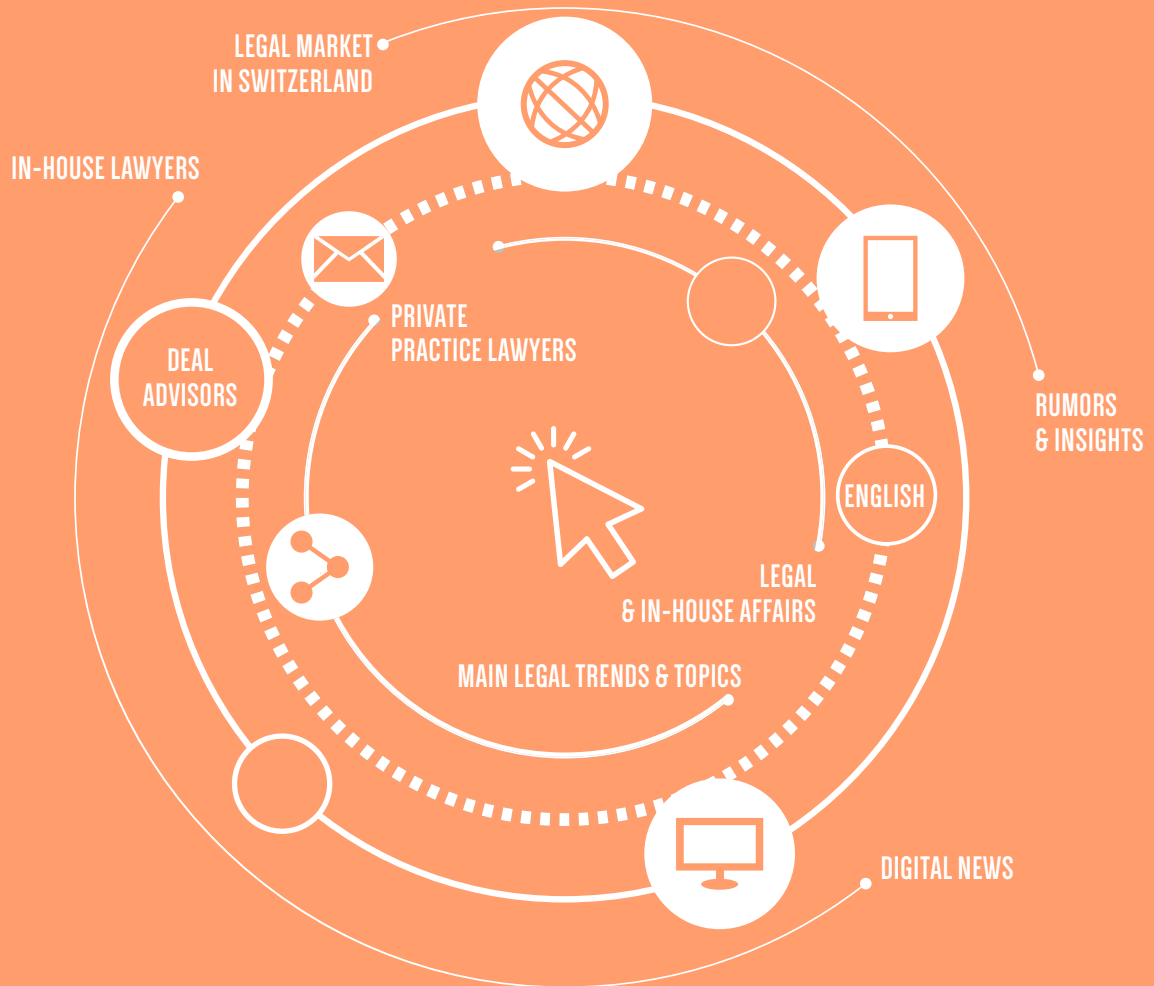 LEGAL MARKET
IN SWITZERLAND
IN-HOUSE LAWYERS
PRIVATE
PRACTICE LAWYERS
DEAL
ADVISORS
RUMORS
& INSIGHTS
ENGLISH
LEGAL
& IN-HOUSE AFFAIRS
MAIN LEGAL TRENDS & TOPICS
DIGITAL NEWS